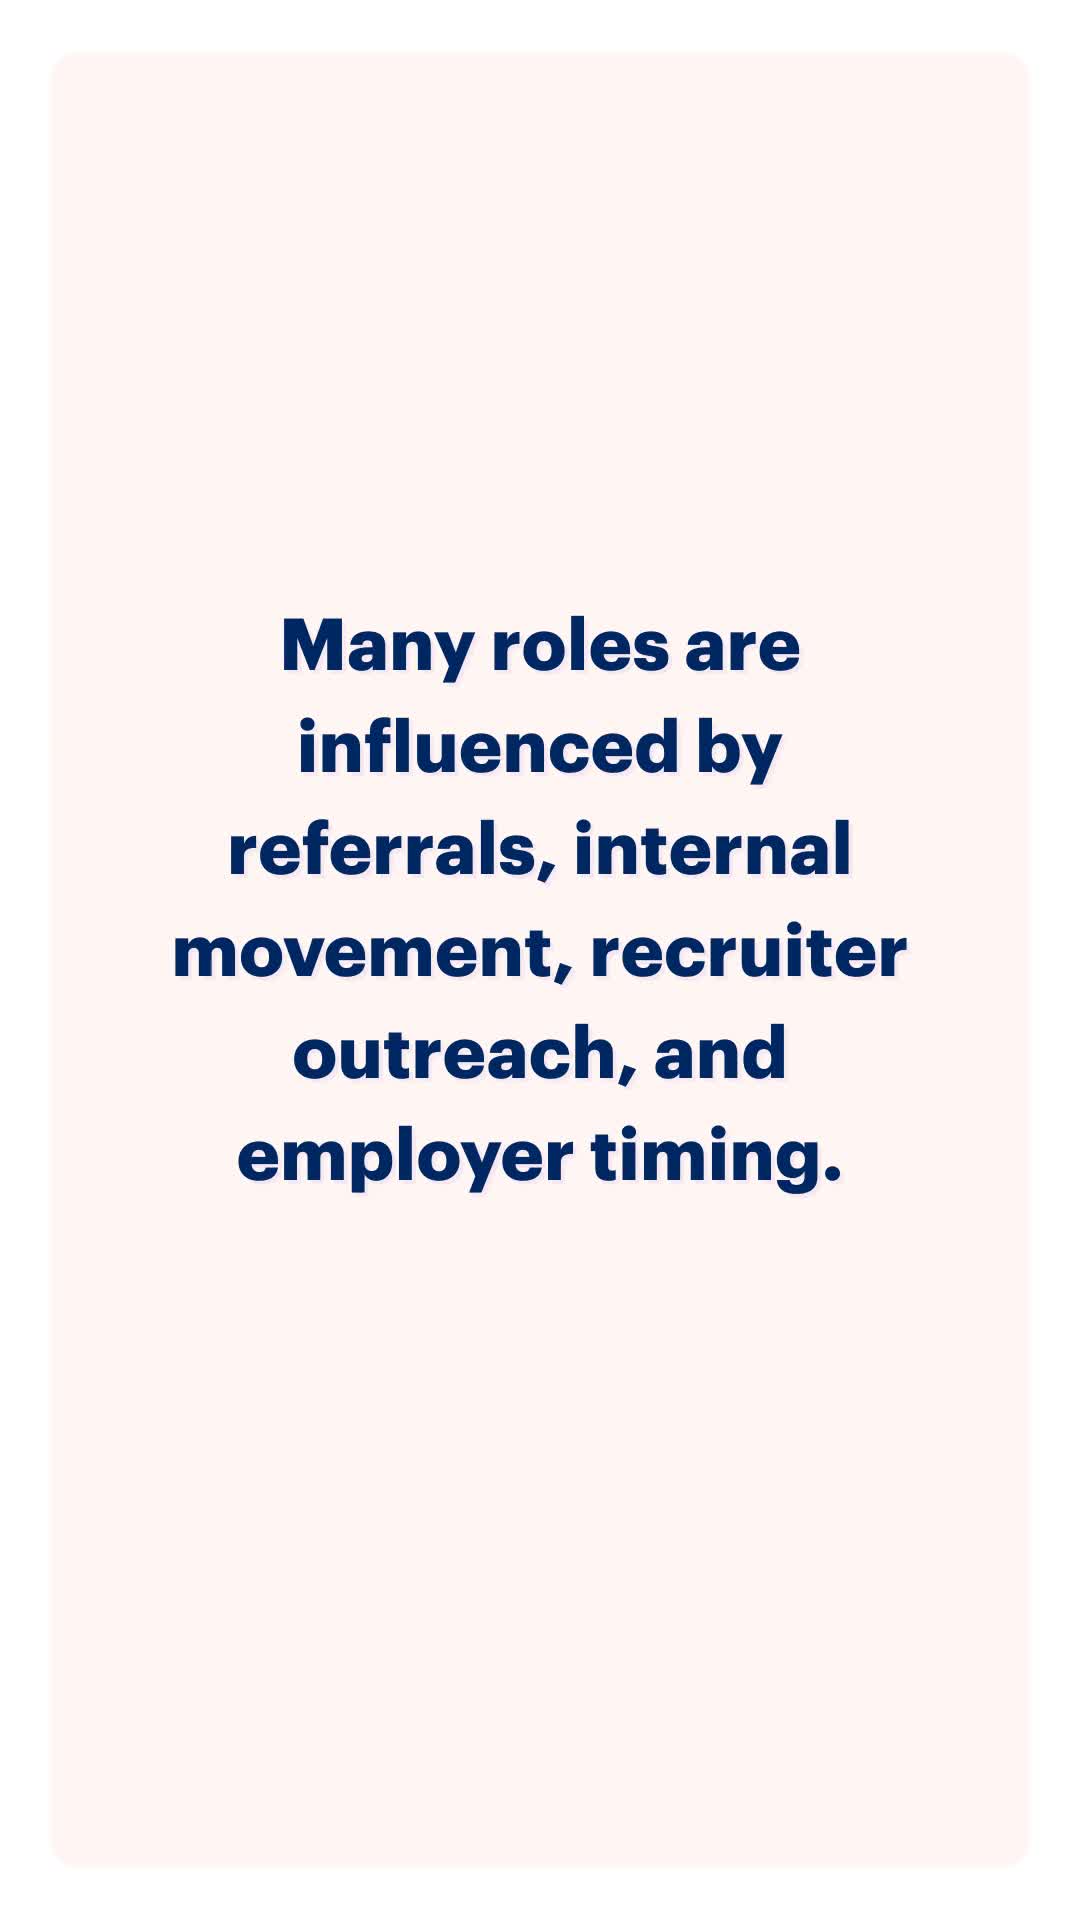 Many roles are
influenced by
referrals, internal
movement, recruiter
outreach, and
employer timing.